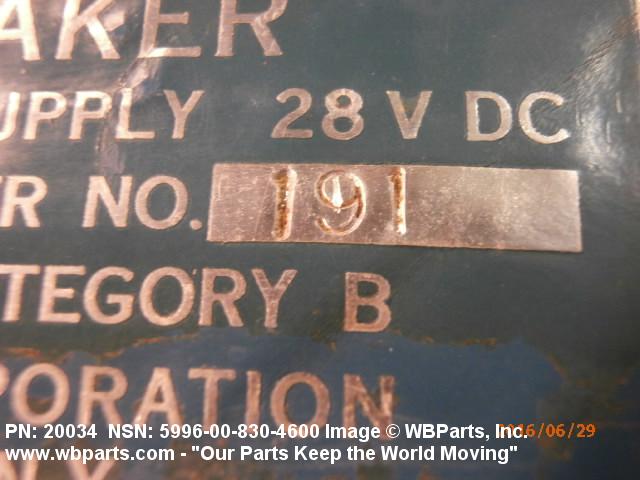 AKER
UPPLY 28 V DC
R NO. 191
TEGORY B
PORATION
PN: 20034 NSN: 5996-00-830-4600 Image © WBParts, Inc.
2016/06/29
www.wbparts.com - "Our Parts Keep the World Moving"